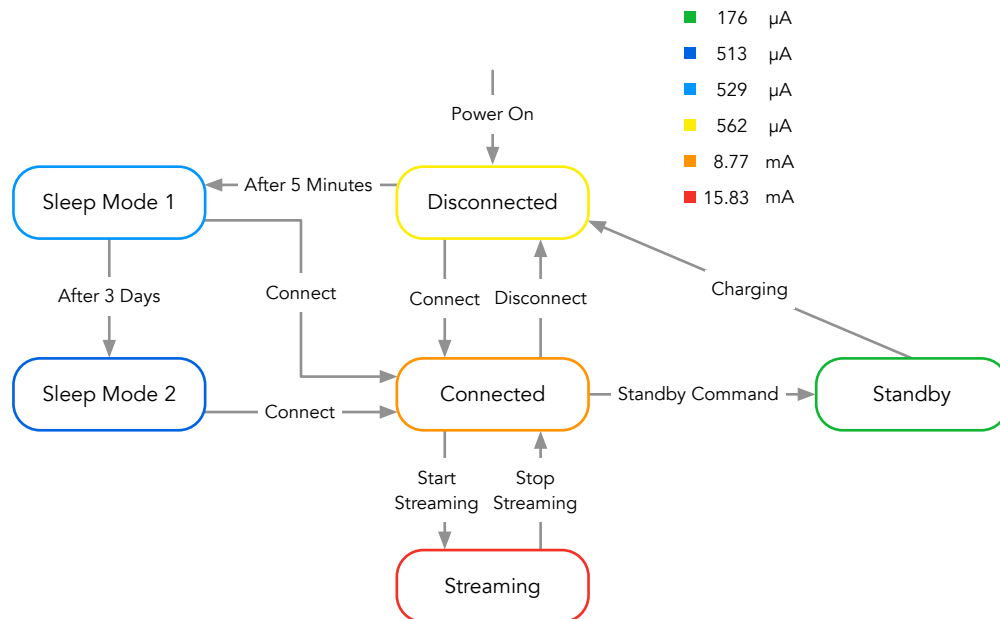 176 µA
513 µA
529 µA
562 µA
8.77 mA
15.83 mA
Power On
After 5 Minutes
Sleep Mode 1
Disconnected
After 3 Days
Connect
Connect
Disconnect
Charging
Sleep Mode 2
Connect
Connected
Standby Command
Standby
Start
Streaming
Stop
Streaming
Streaming